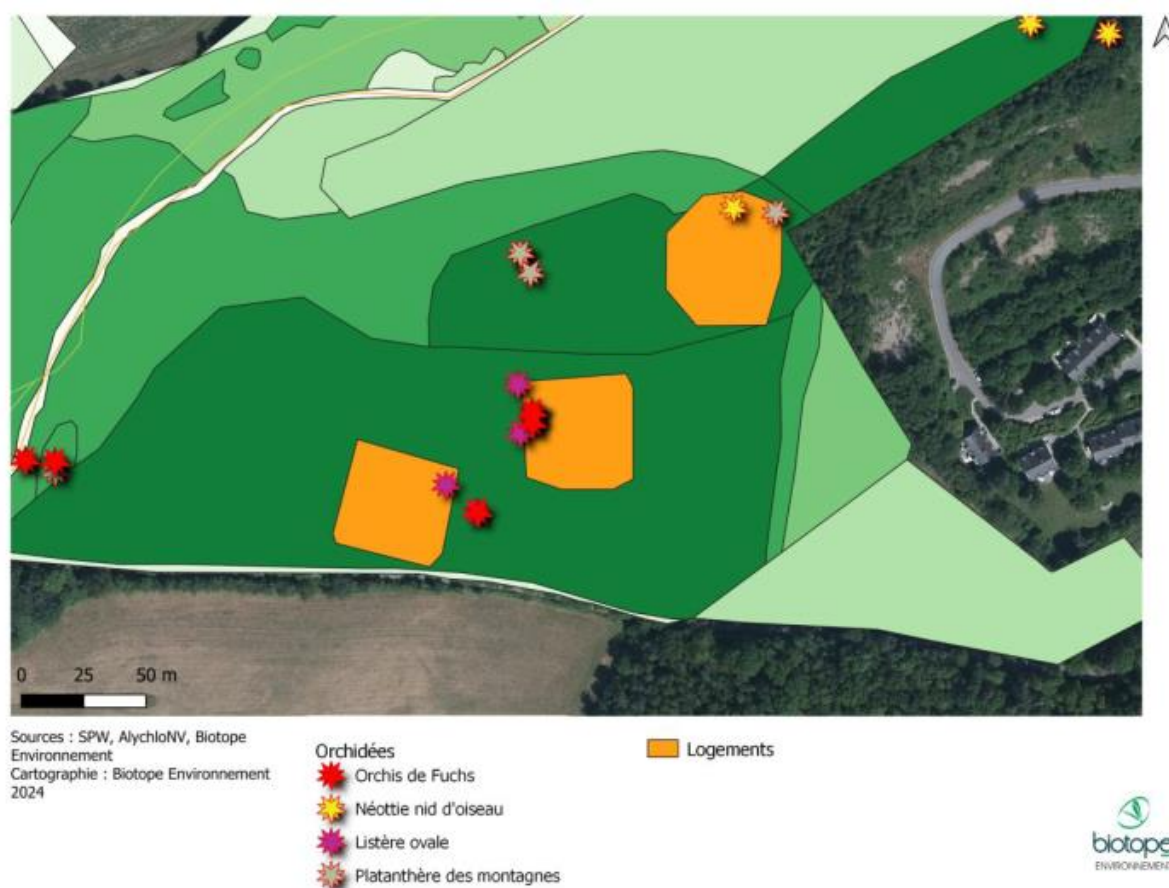 0 25 50 m
Sources : SPW, AlychloNV, Biotope
Environnement
Cartographie : Biotope Environnement
2024
Orchidées
Orchis de Fuchs
Néottie nid d'oiseau
Listère ovale
Platanthère des montagnes
Logements
biotope
ENVIRONNEMENT